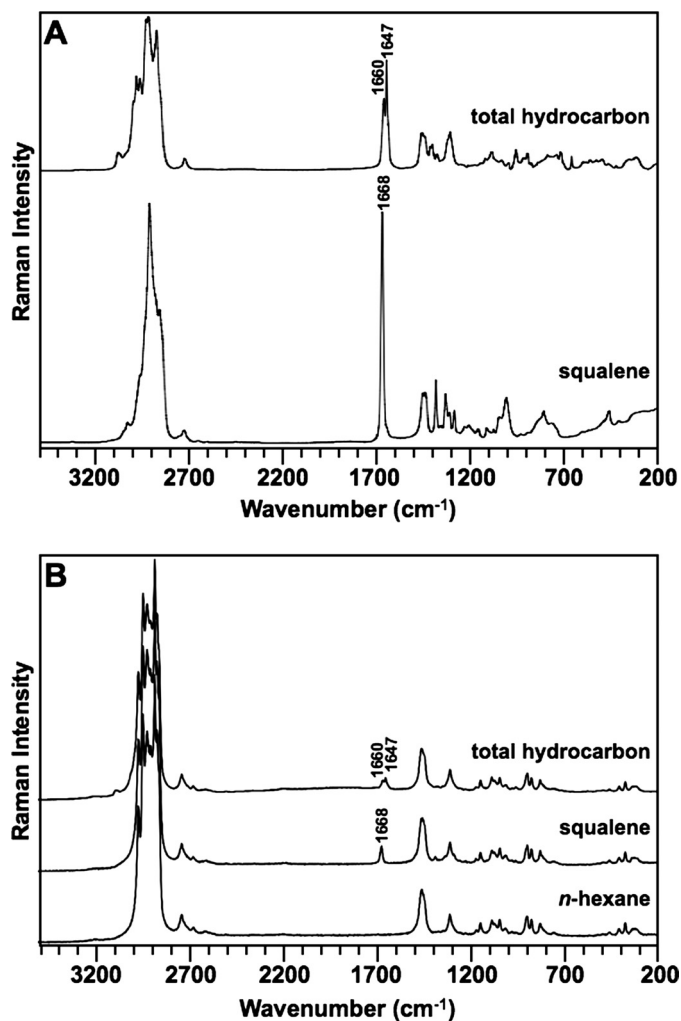 A
1660
1647
total hydrocarbon
1668
squalene
Raman Intensity
3200 2700 2200 1700 1200 700 200
Wavenumber (cm⁻¹)
B
1660
1647
total hydrocarbon
1668
squalene
n-hexane
Raman Intensity
3200 2700 2200 1700 1200 700 200
Wavenumber (cm⁻¹)